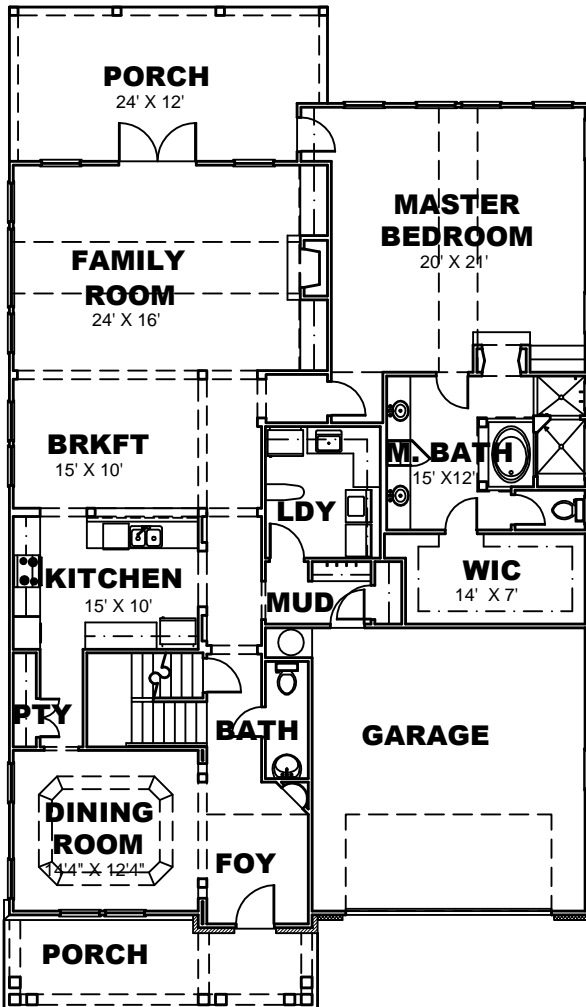 PORCH
24' X 12'
MASTER
BEDROOM
20' X 21'
FAMILY
ROOM
24' X 16'
BRKFT
15' X 10'
M. BATH
15' X12'
LDY
KITCHEN
15' X 10'
WIC
14' X 7'
MUD
PTY
BATH
GARAGE
DINING
ROOM
14'4" X 12'4"
FOY
PORCH